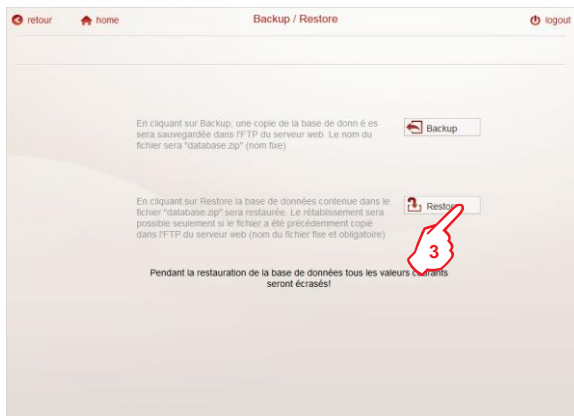 retour home Backup / Restore logout
En cliquant sur Backup, une copie de la base de donn é es
sera sauvegardée dans l'FTP du serveur web. Le nom du
fichier sera "database.zip" (nom fixe)
Backup
En cliquant sur Restore la base de données contenue dans le
fichier "database.zip" sera restaurée. Le rétablissement sera
possible seulement si le fichier a été précédemment copié
dans l'FTP du serveur web (nom du fichier fixe et obligatoire)
Restore
3
Pendant la restauration de la base de données tous les valeurs courants
seront écrasés!